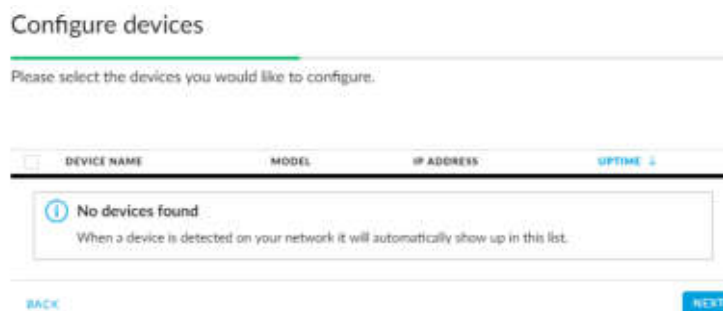 Configure devices
Please select the devices you would like to configure.
DEVICE NAME MODEL IP ADDRESS UPTIME ↓
No devices found
When a device is detected on your network it will automatically show up in this list.
BACK NEXT